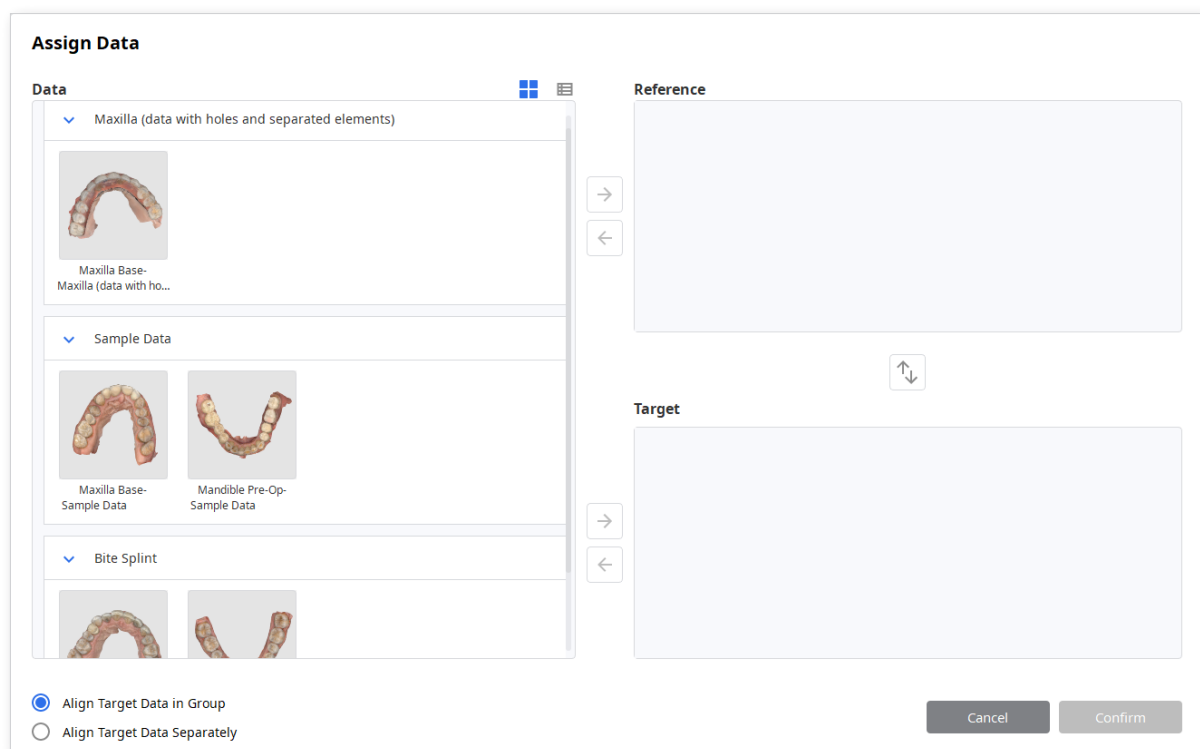 Assign Data
Data
Reference
Maxilla (data with holes and separated elements)
Maxilla Base-
Maxilla (data with ho...
Sample Data
Maxilla Base-
Sample Data
Mandible Pre-Op-
Sample Data
Target
Bite Splint
Align Target Data in Group
Align Target Data Separately
Cancel
Confirm